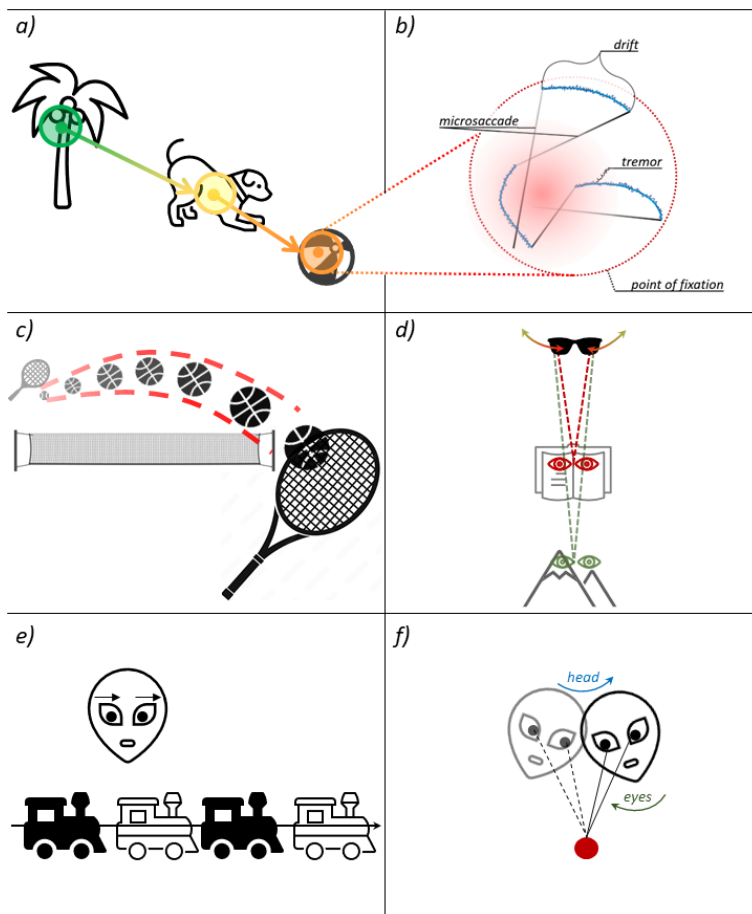 a)
b)
drift
microsaccade
tremor
point of fixation
c)
d)
e)
f)
head
eyes